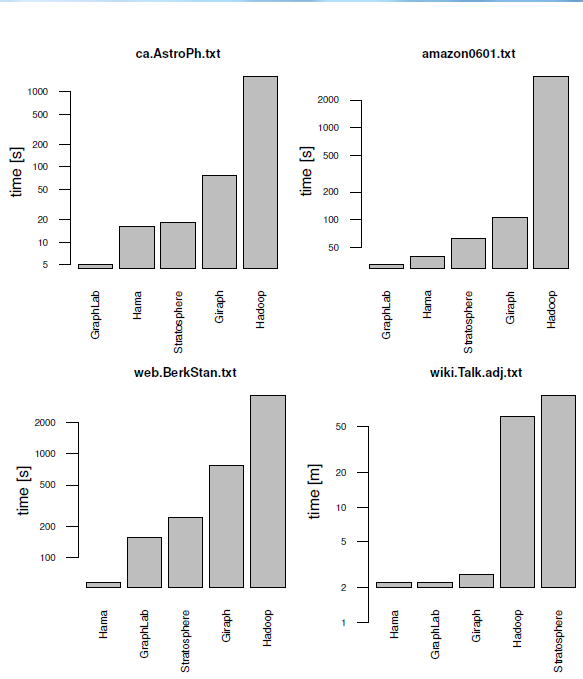 ca.AstroPh.txt
time [s]
1000
500
200
100
50
20
10
5
GraphLab
Hama
Stratosphere
Giraph
Hadoop
amazon0601.txt
time [s]
2000
1000
500
200
100
50
GraphLab
Hama
Stratosphere
Giraph
Hadoop
web.BerkStan.txt
time [s]
2000
1000
500
200
100
Hama
GraphLab
Stratosphere
Giraph
Hadoop
wiki.Talk.adj.txt
time [m]
50
20
10
5
2
1
Hama
GraphLab
Giraph
Hadoop
Stratosphere